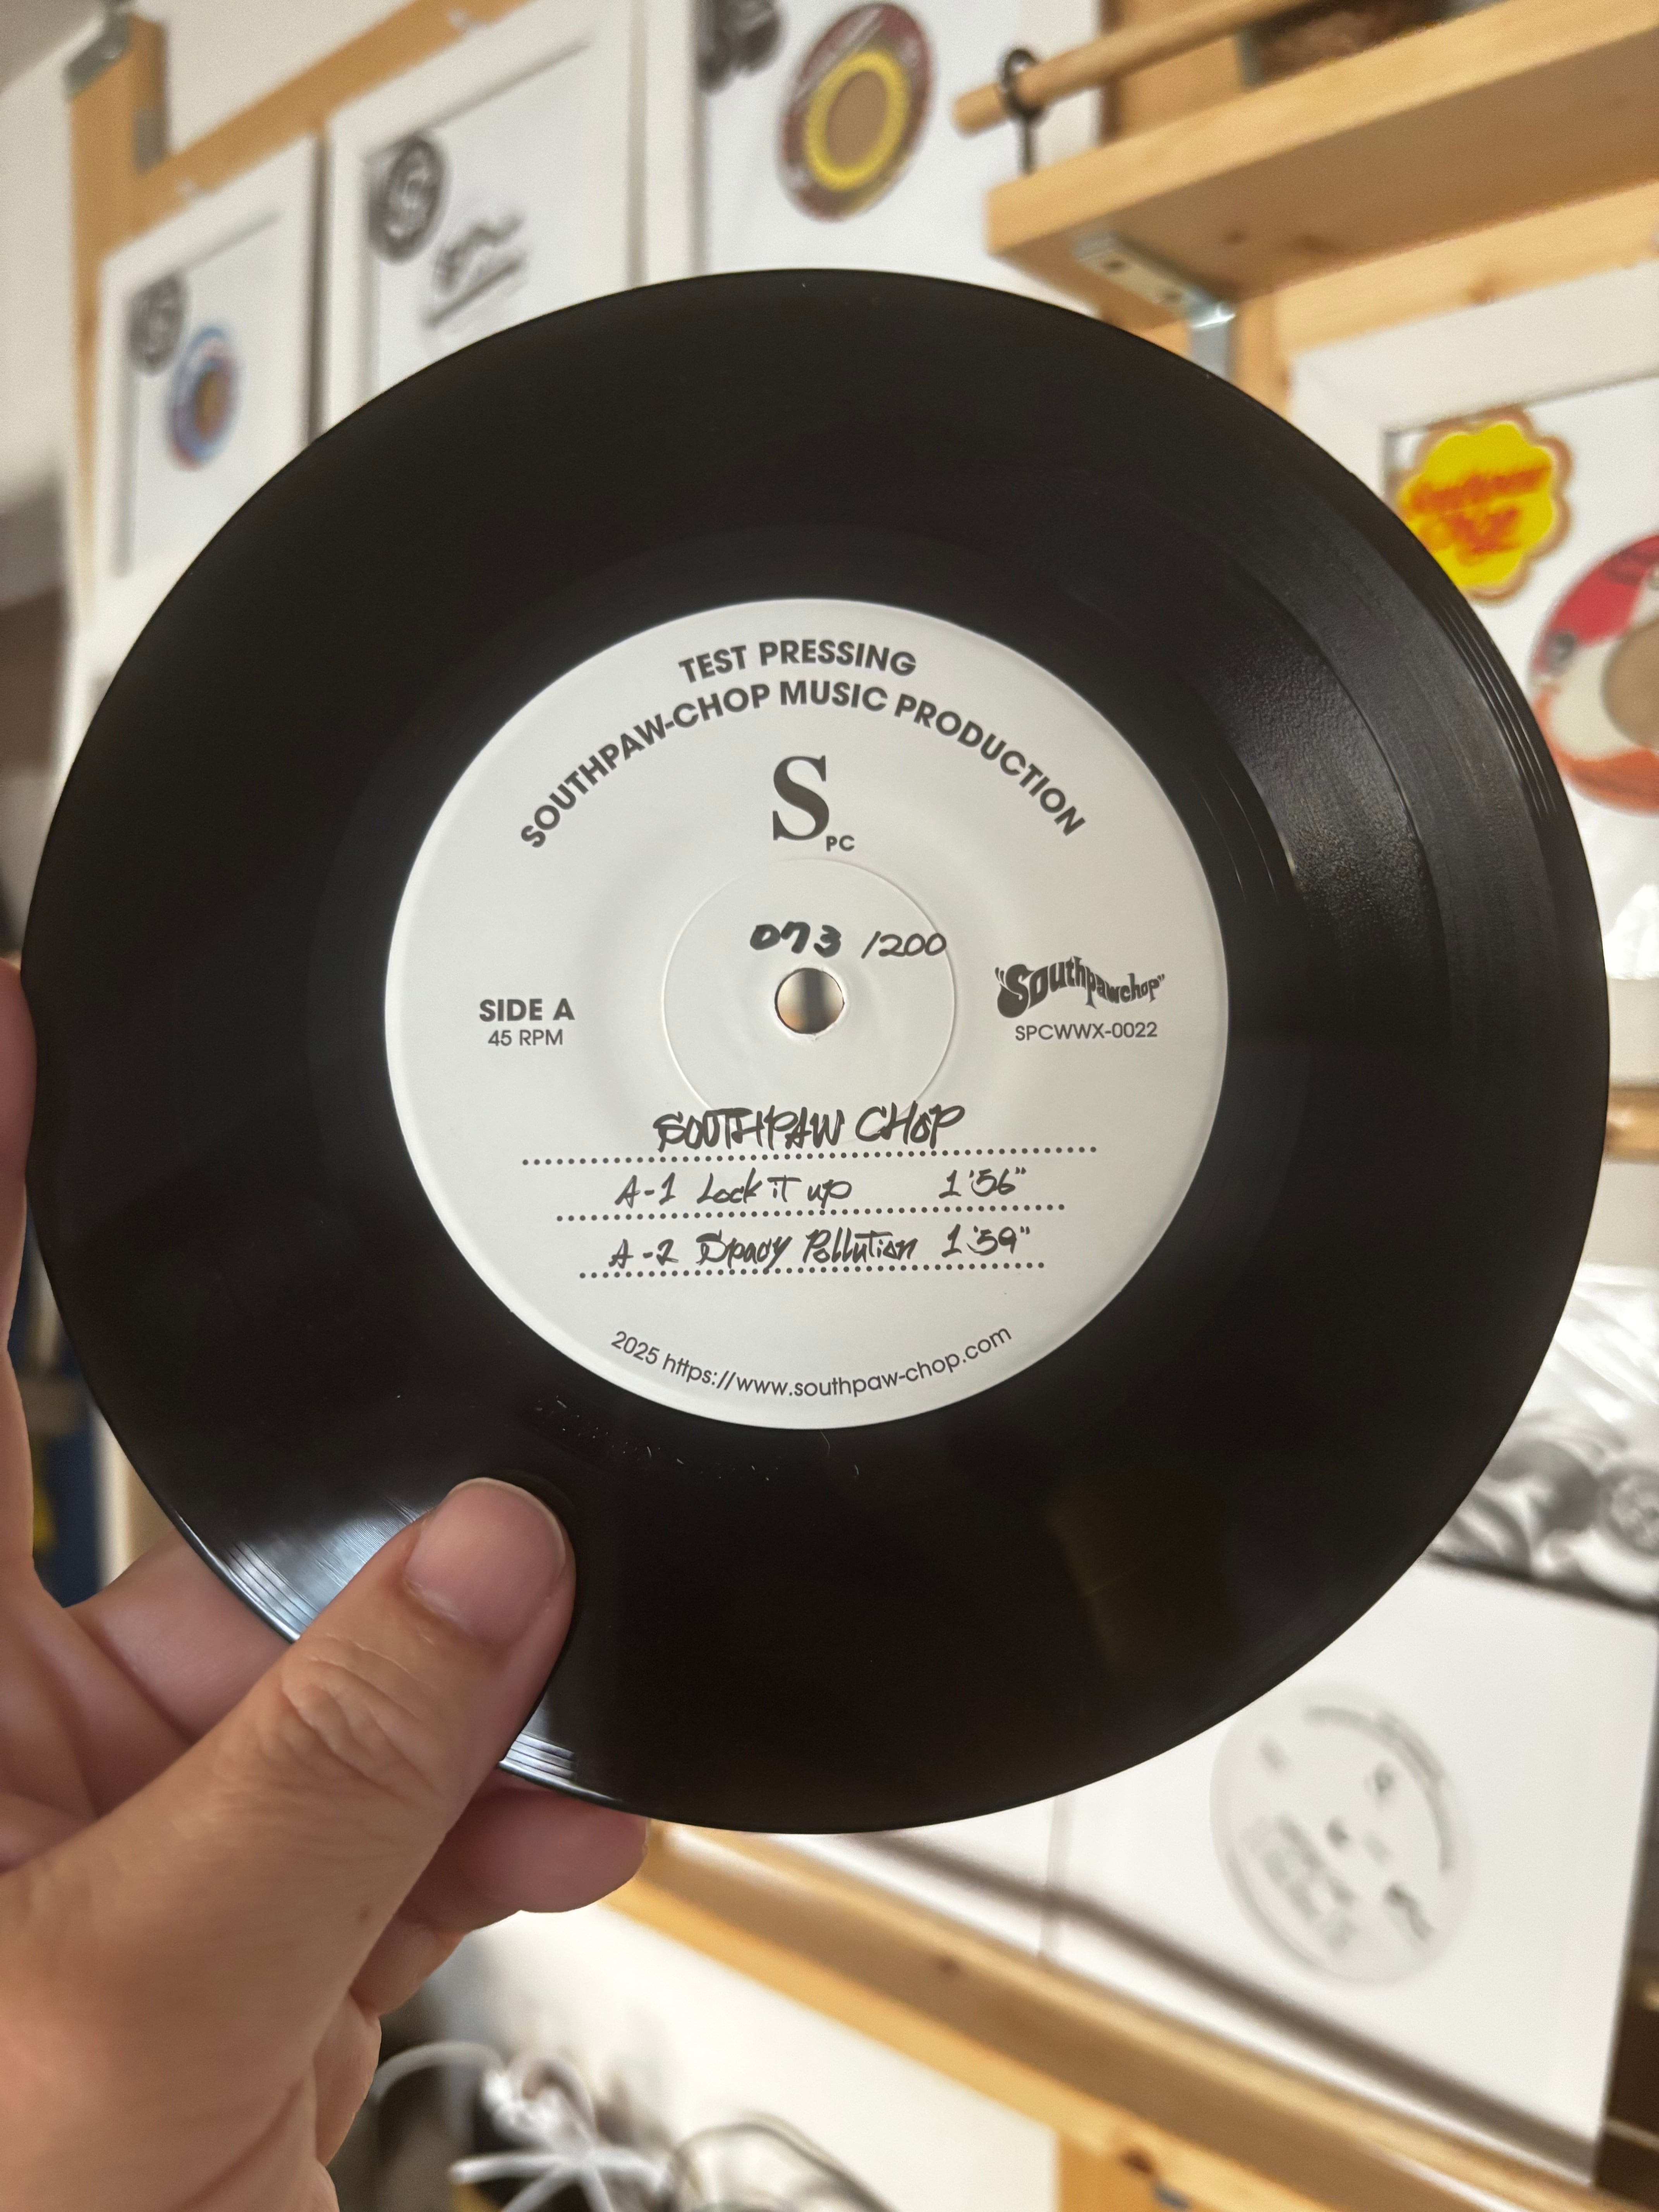 TEST PRESSING
SOUTHPAW-CHOP MUSIC PRODUCTION
S
PC
073 /200
SIDE A
45 RPM
"Southpawchop"
SPCWWX-0022
SOUTHPAW CHOP
A-1 Lock it up 1'56"
A-2 Pollution 1'59"
2025 https://www.southpaw-chop.com